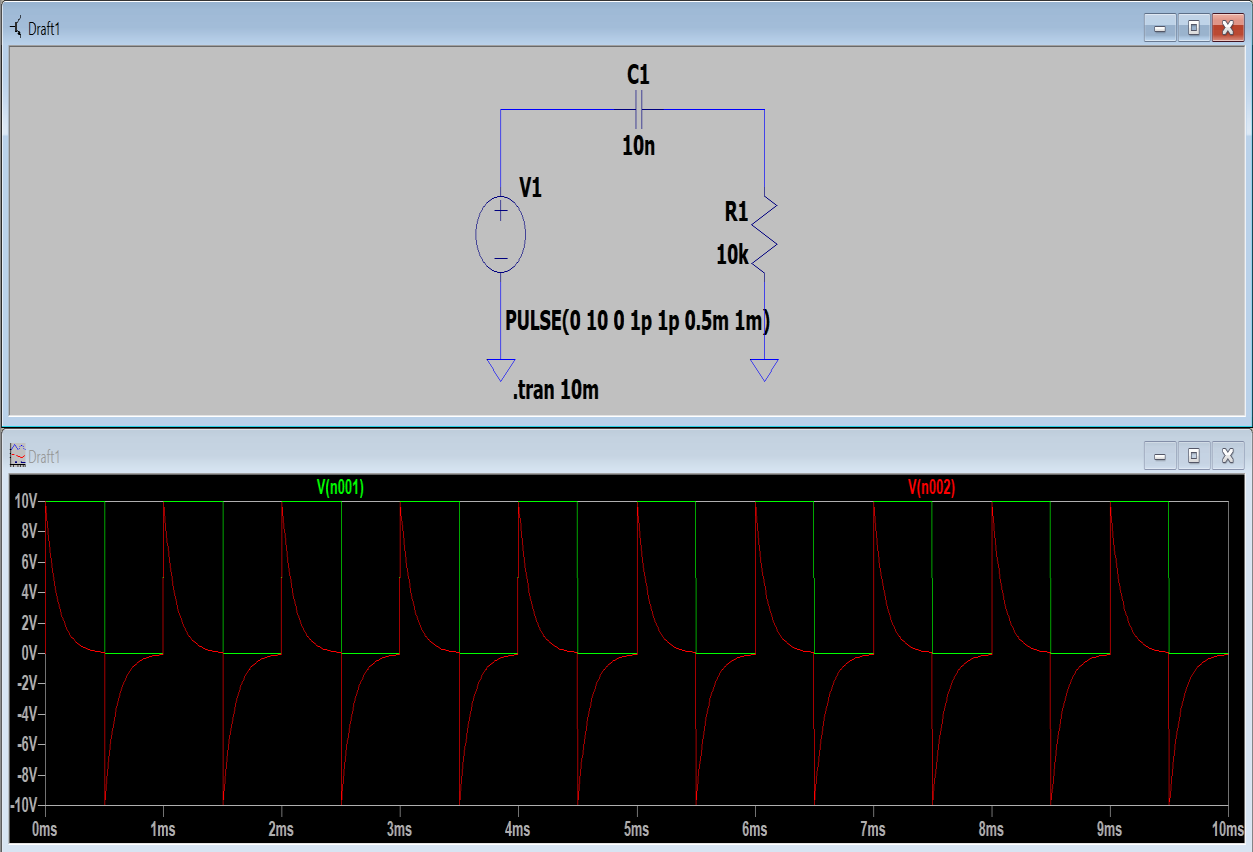 Draft1
C1
10n
V1
R1
10k
PULSE(0 10 0 1p 1p 0.5m 1m)
.tran 10m
Draft1
V(n001) V(n002)
10V
8V
6V
4V
2V
0V
-2V
-4V
-6V
-8V
-10V
0ms 1ms 2ms 3ms 4ms 5ms 6ms 7ms 8ms 9ms 10ms